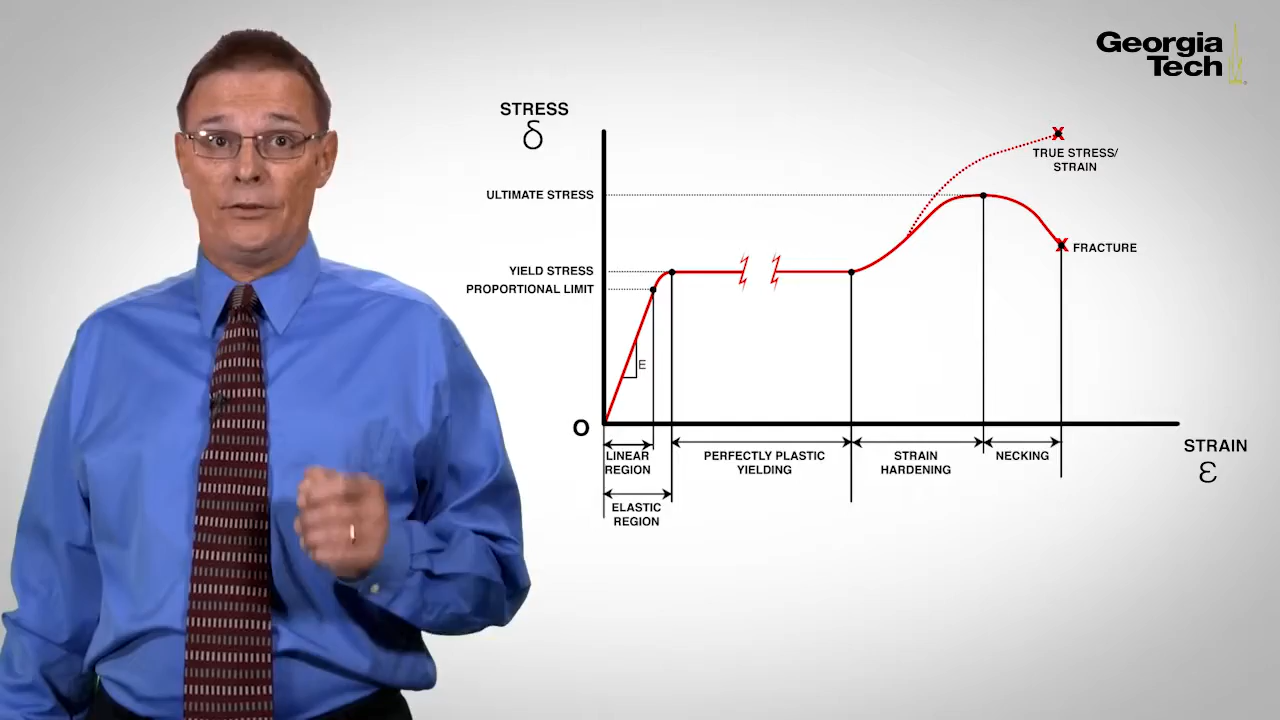 Georgia
Tech
STRESS
δ
TRUE STRESS/
STRAIN
ULTIMATE STRESS
FRACTURE
YIELD STRESS
PROPORTIONAL LIMIT
E
O
STRAIN
ε
LINEAR
REGION
PERFECTLY PLASTIC
YIELDING
STRAIN
HARDENING
NECKING
ELASTIC
REGION